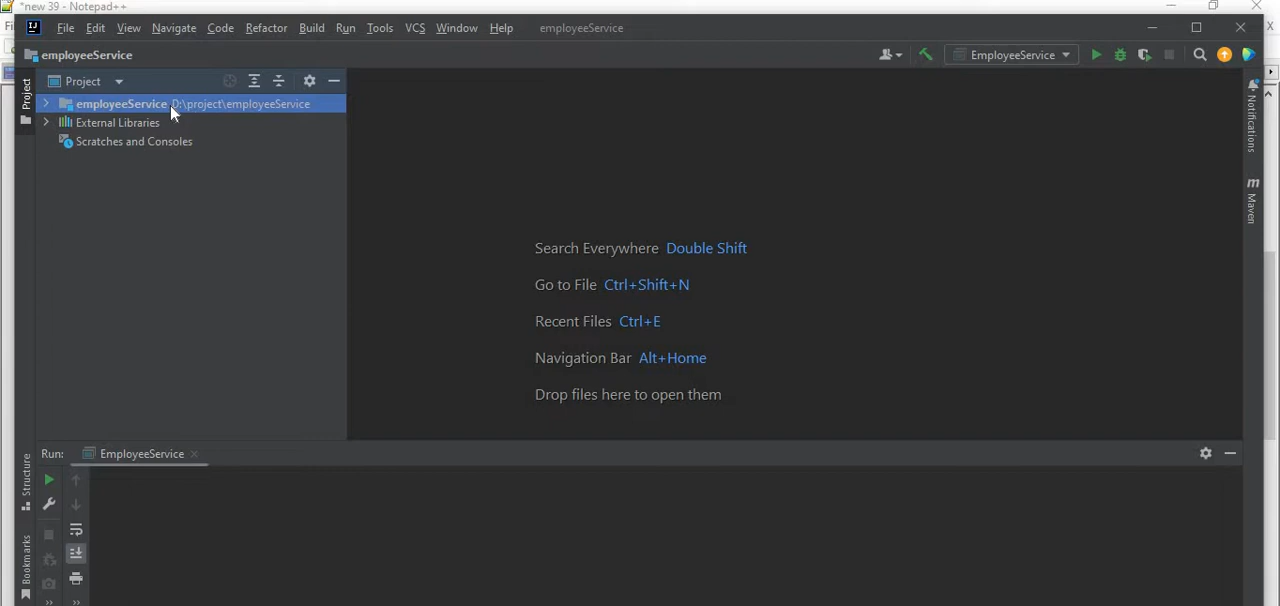 *new 39 - Notepad++
File Edit View Navigate Code Refactor Build Run Tools VCS Window Help employeeService
employeeService
EmployeeService
Project
employeeService D:\project\employeeService
External Libraries
Scratches and Consoles
Project
Notifications
Maven
Search Everywhere Double Shift
Go to File Ctrl+Shift+N
Recent Files Ctrl+E
Navigation Bar Alt+Home
Drop files here to open them
Run: EmployeeService
Structure
Bookmarks